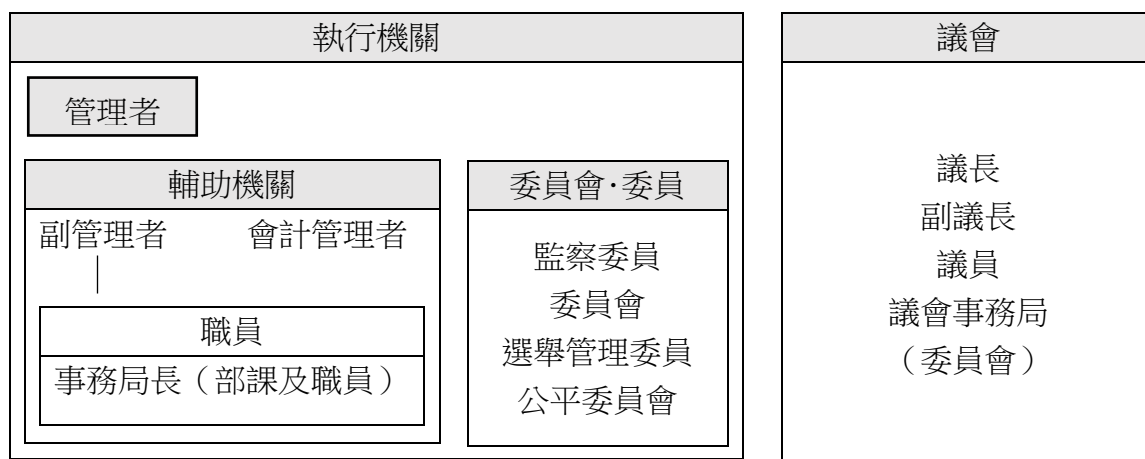 執行機關
管理者
輔助機關
副管理者 會計管理者
職員
事務局長（部課及職員）
委員會·委員
監察委員
委員會
選舉管理委員
公平委員會
議會
議長
副議長
議員
議會事務局
（委員會）